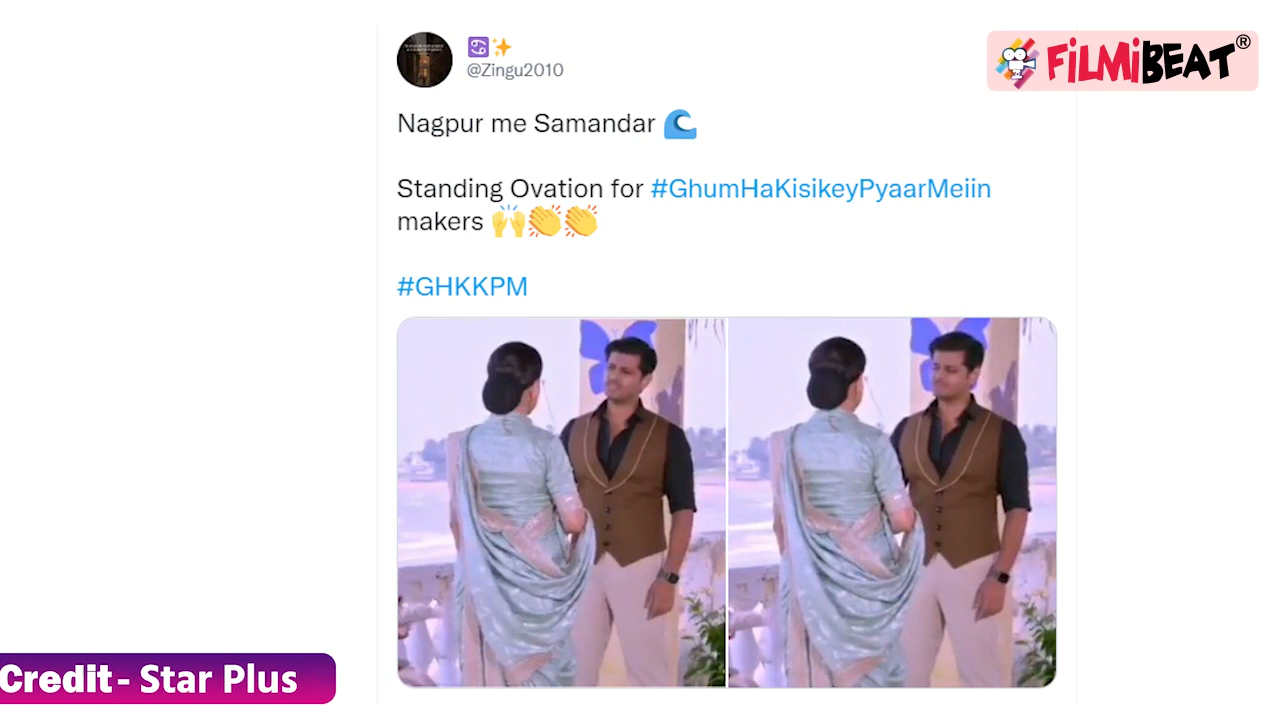 FILMIBEAT®
♋✨
@Zingu2010
Nagpur me Samandar 🌊
Standing Ovation for #GhumHaKisikeyPyaarMeiin
makers 🙌👏👏
#GHKKPM
Credit- Star Plus